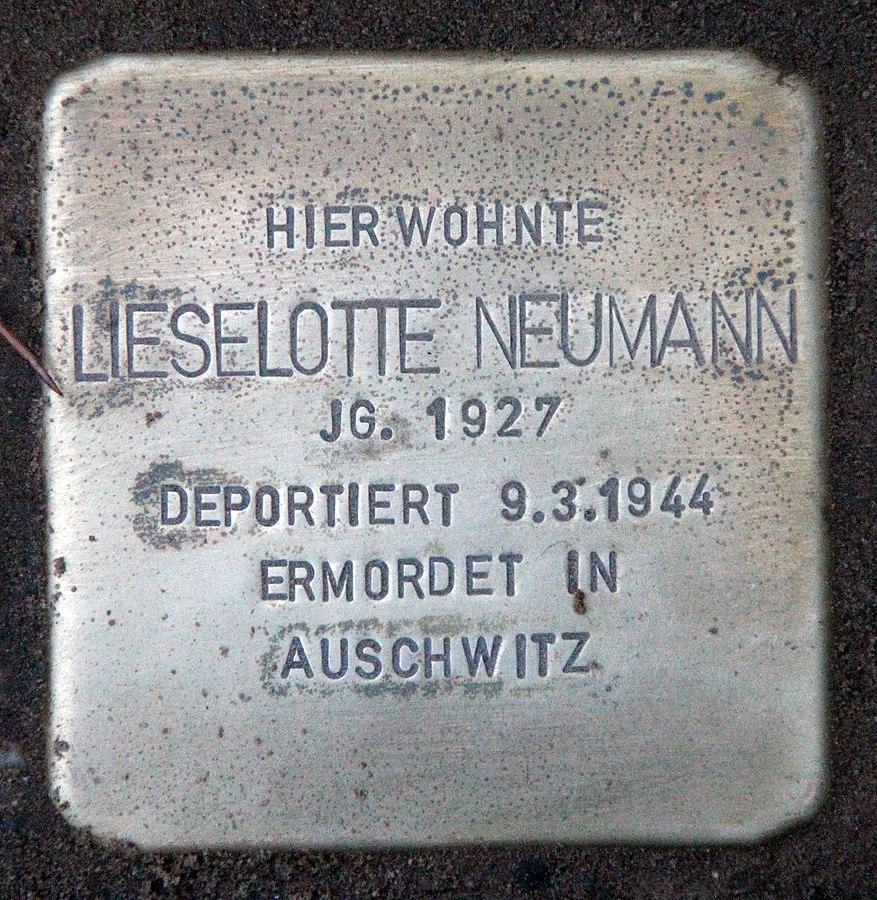 HIER WOHNTE
LIESELOTTE NEUMANN
JG. 1927
DEPORTIERT 9.3.1944
ERMORDET IN
AUSCHWITZ